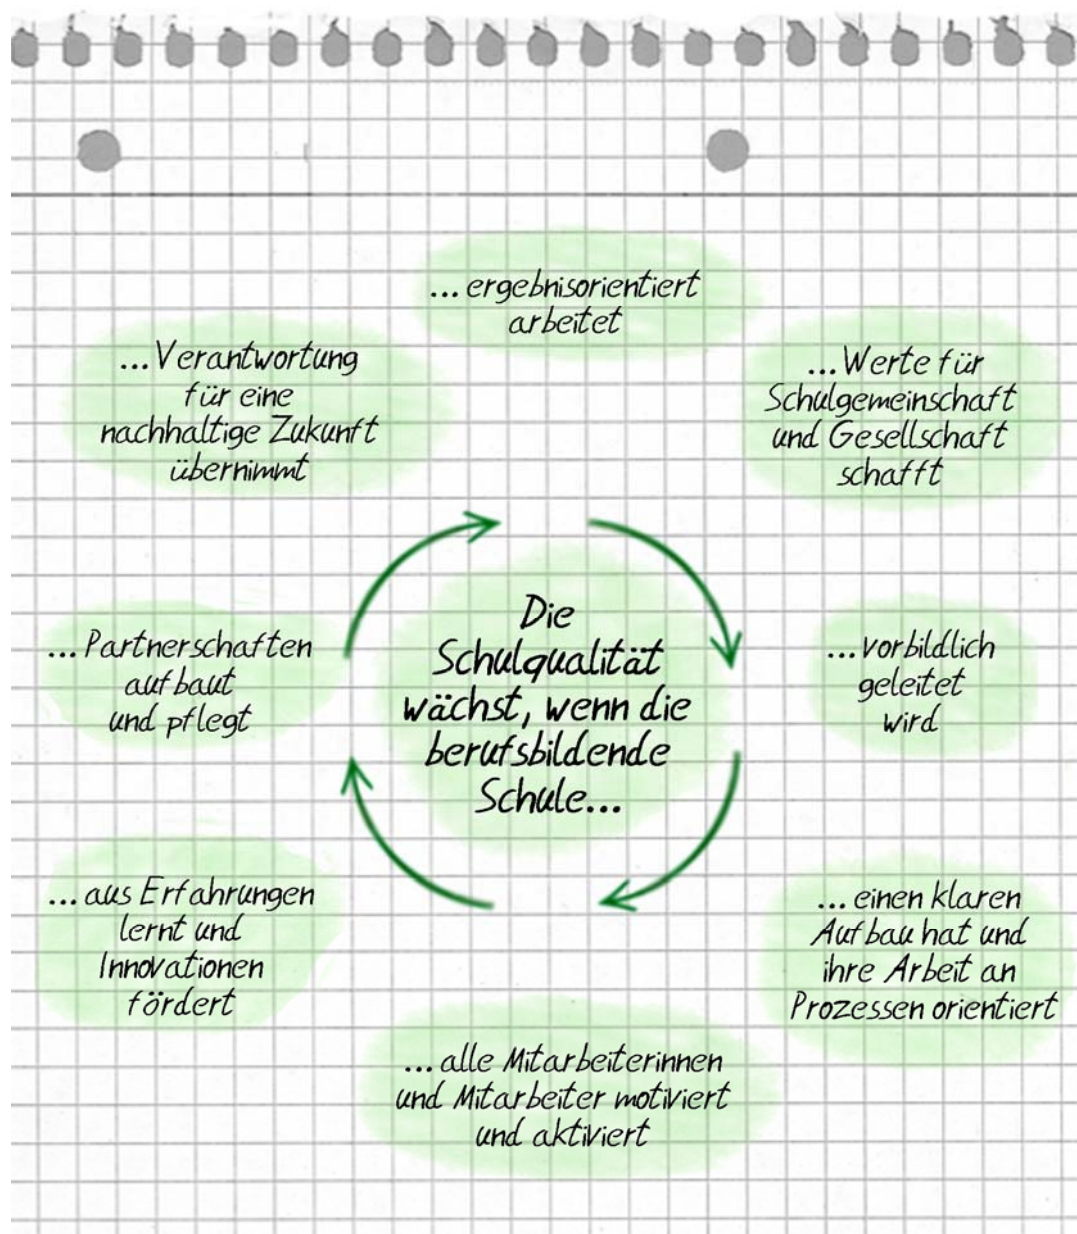 ...ergebnisorientiert
arbeitet
...Werte für
Schulgemeinschaft
und Gesellschaft
schafft
...vorbildlich
geleitet
wird
...einen klaren
Aufbau hat und
ihre Arbeit an
Prozessen orientiert
...alle Mitarbeiterinnen
und Mitarbeiter motiviert
und aktiviert
...aus Erfahrungen
lernt und
Innovationen
fördert
...Partnerschaften
aufbaut
und pflegt
...Verantwortung
für eine
nachhaltige Zukunft
übernimmt
Die
Schulqualität
wächst, wenn die
berufsbildende
Schule...